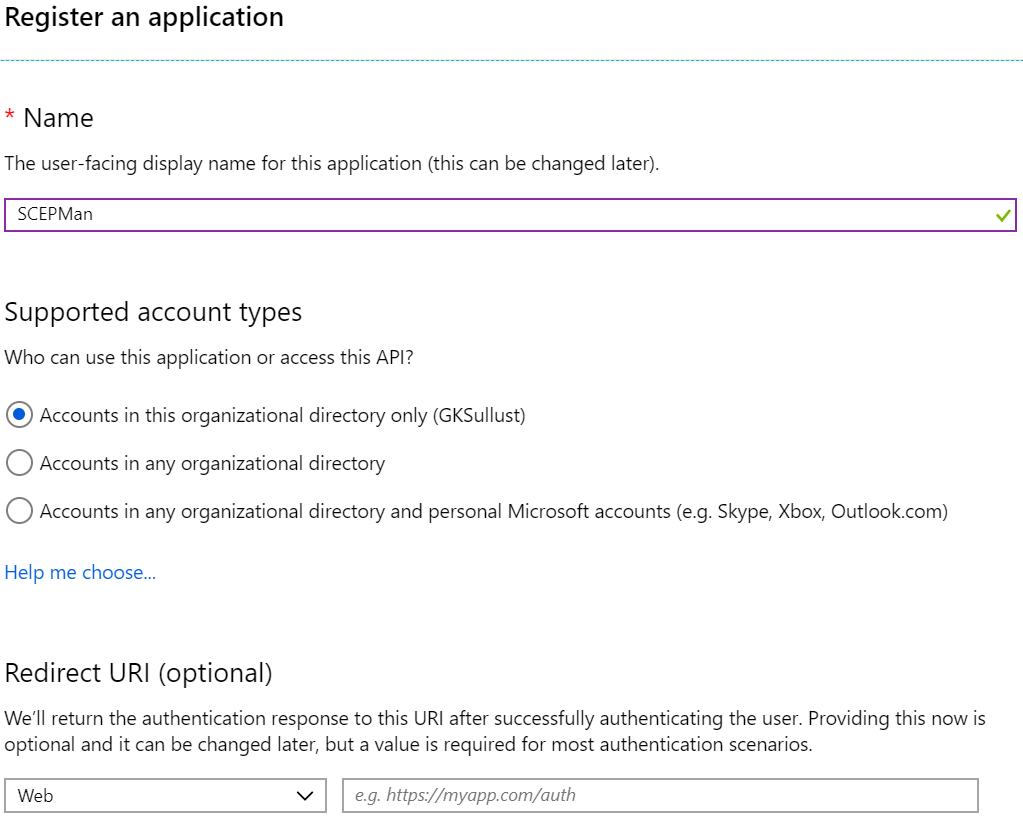 Register an application
* Name
The user-facing display name for this application (this can be changed later).
SCEPMan
Supported account types
Who can use this application or access this API?
Accounts in this organizational directory only (GKSullust)
Accounts in any organizational directory
Accounts in any organizational directory and personal Microsoft accounts (e.g. Skype, Xbox, Outlook.com)
Help me choose...
Redirect URI (optional)
We'll return the authentication response to this URI after successfully authenticating the user. Providing this now is
optional and it can be changed later, but a value is required for most authentication scenarios.
Web e.g. https://myapp.com/auth